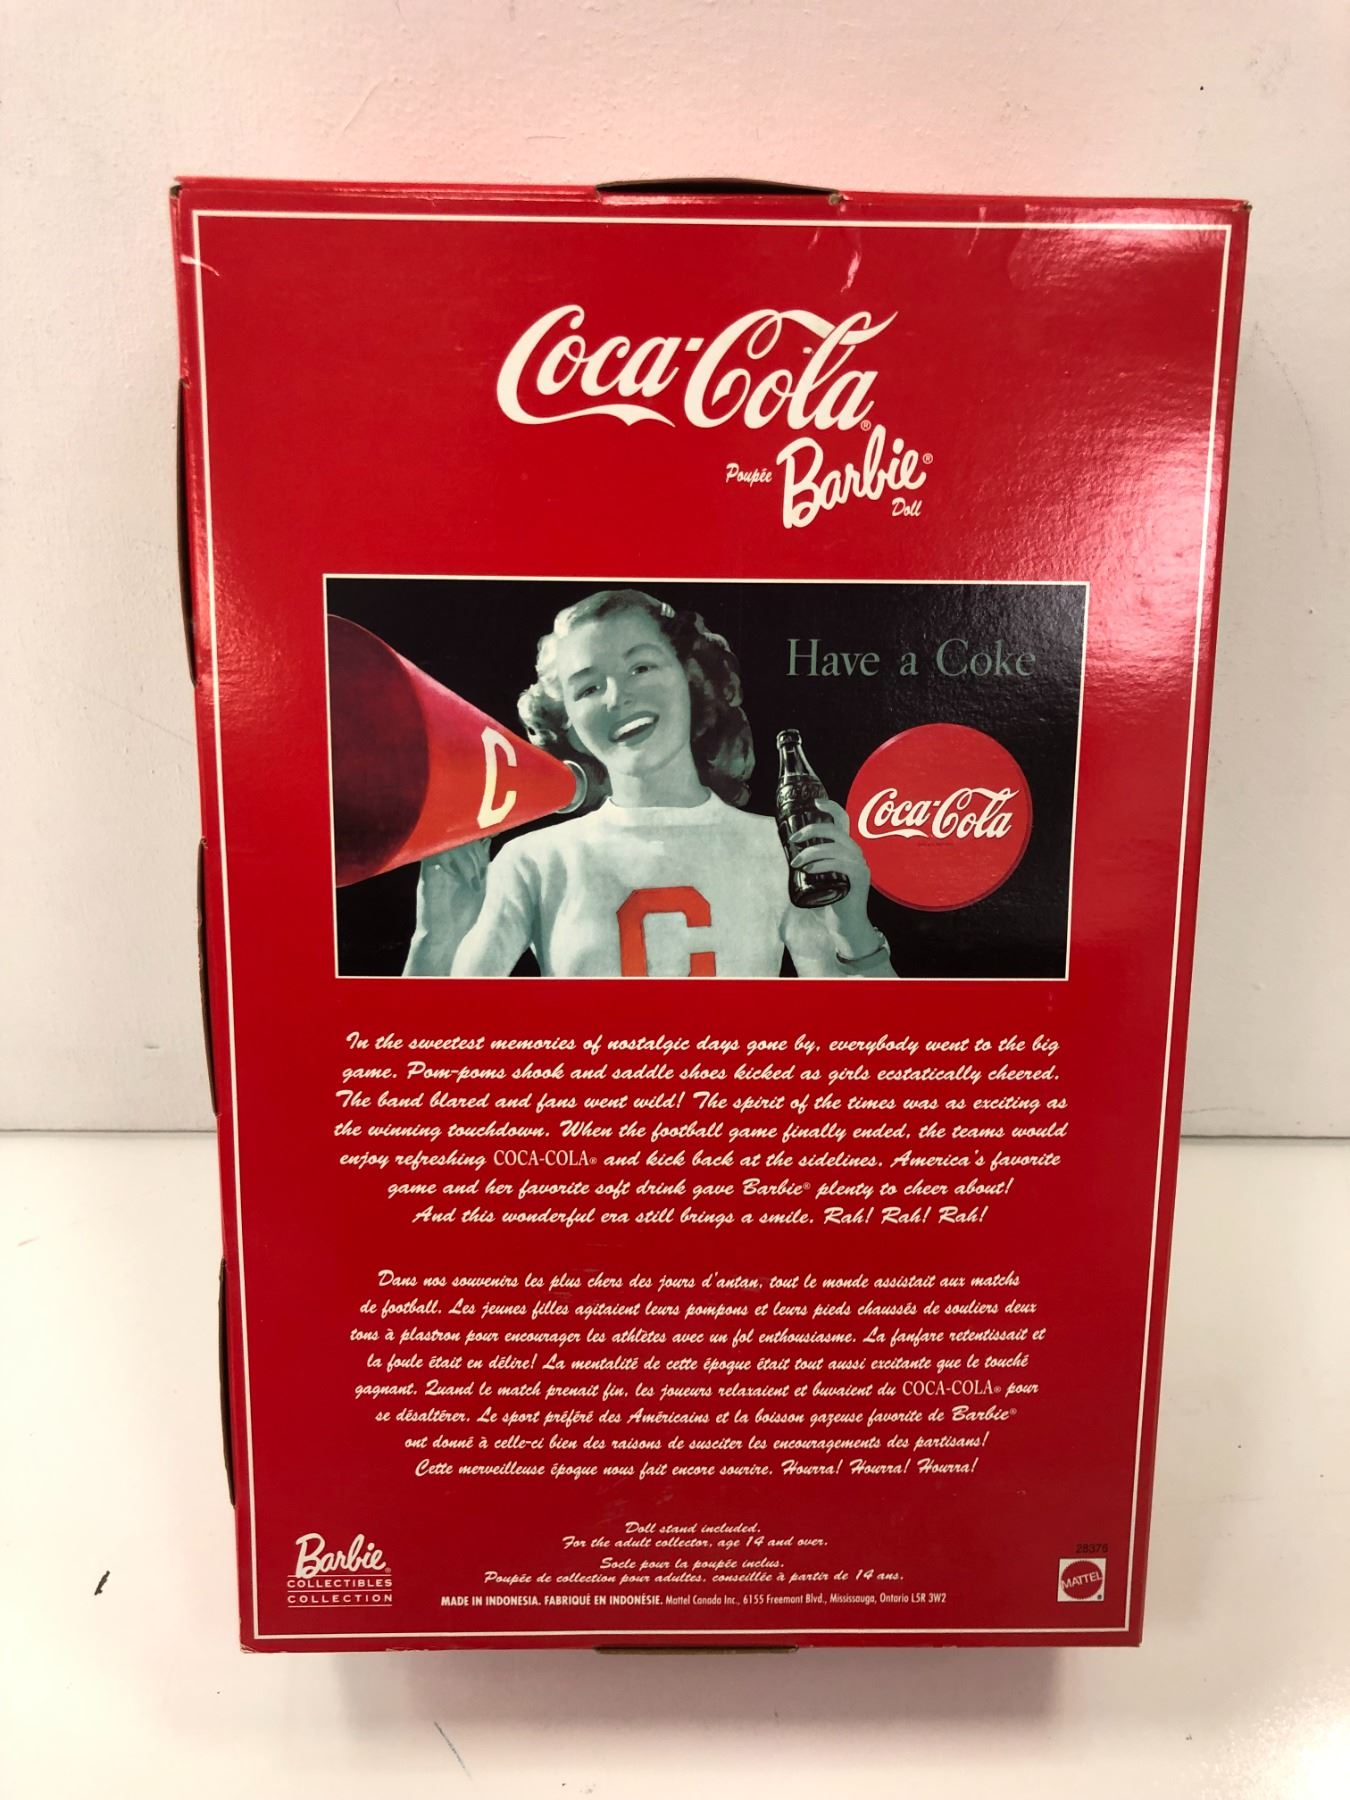 Coca-Cola®
Poupée Barbie® Doll
Have a Coke
C
Coca-Cola
Coca-Cola
C
In the sweetest memories of nostalgic days gone by, everybody went to the big
game. Pom-poms shook and saddle shoes kicked as girls ecstatically cheered.
The band blared and fans went wild! The spirit of the times was as exciting as
the winning touchdown. When the football game finally ended, the teams would
enjoy refreshing COCA-COLA® and kick back at the sidelines. America's favorite
game and her favorite soft drink gave Barbie® plenty to cheer about!
And this wonderful era still brings a smile. Rah! Rah! Rah!
Dans nos souvenirs les plus chers des jours d'antan, tout le monde assistait aux matchs
de football. Les jeunes filles agitaient leurs pompons et leurs pieds chaussés de souliers deux
tons à plastron pour encourager les athlètes avec un fol enthousiasme. La fanfare retentissait et
la foule était en délire! La mentalité de cette époque était tout aussi excitante que le touché
gagnant. Quand le match prenait fin, les joueurs relaxaient et buvaient du COCA-COLA® pour
se désaltérer. Le sport préféré des Américains et la boisson gazeuse favorite de Barbie®
ont donné à celle-ci bien des raisons de susciter les encouragements des partisans!
Cette merveilleuse époque nous fait encore sourire. Hourra! Hourra! Hourra!
Doll stand included.
For the adult collector, age 14 and over.
Socle pour la poupée inclus.
Poupée de collection pour adultes, conseillée à partir de 14 ans.
MADE IN INDONESIA. FABRIQUÉ EN INDONÉSIE. Mattel Canada Inc., 6155 Freemont Blvd., Mississauga, Ontario L5R 3W2
Barbie®
COLLECTIBLES
COLLECTION
28376
MATTEL®